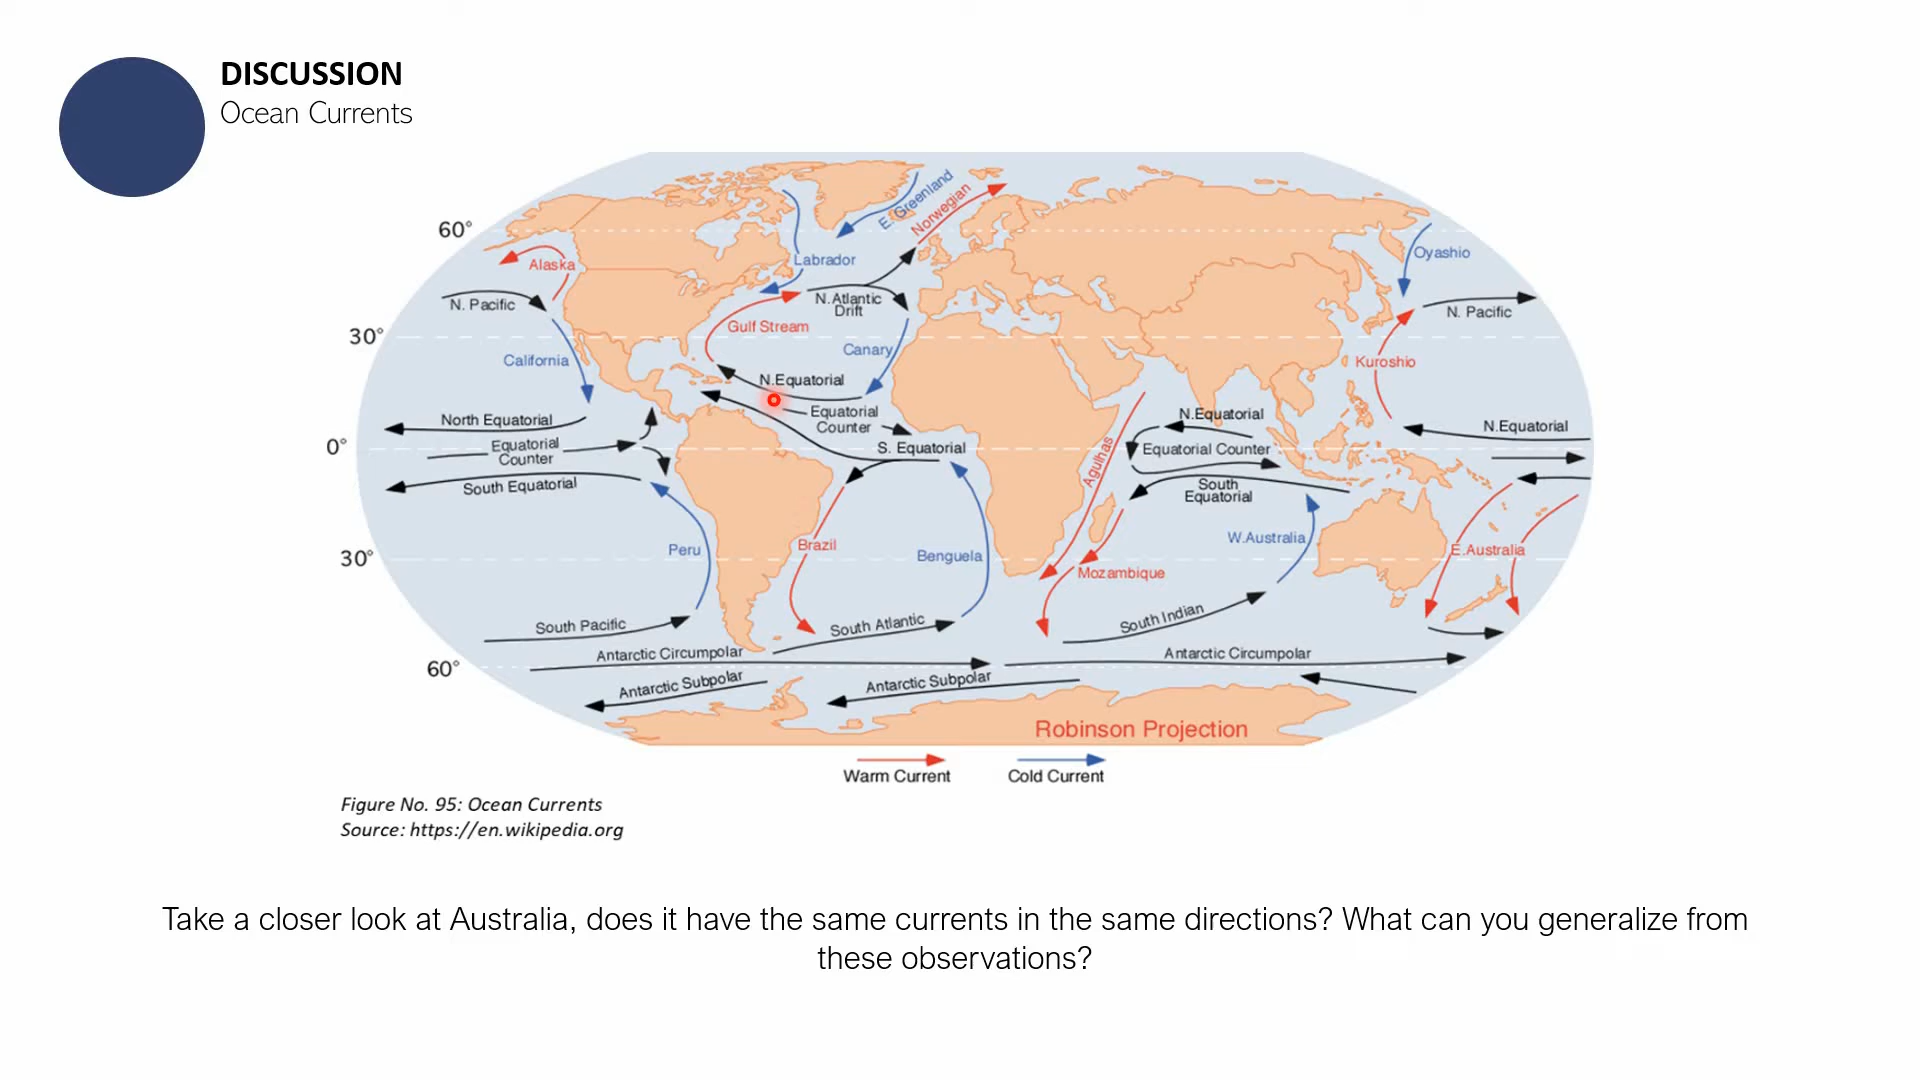 DISCUSSION
Ocean Currents
60°
30°
0°
30°
60°
E. Greenland
Norwegian
Labrador
Alaska
Oyashio
N. Pacific
N.Atlantic
Drift
N. Pacific
Gulf Stream
California
Canary
Kuroshio
N.Equatorial
North Equatorial
Equatorial
Counter
N.Equatorial
N.Equatorial
Equatorial
Counter
S. Equatorial
Equatorial Counter
Agulhas
South Equatorial
South
Equatorial
Peru
Brazil
Benguela
W.Australia
E.Australia
Mozambique
South Pacific
South Atlantic
South Indian
Antarctic Circumpolar
Antarctic Circumpolar
Antarctic Subpolar
Antarctic Subpolar
Robinson Projection
Warm Current
Cold Current
Figure No. 95: Ocean Currents
Source: https://en.wikipedia.org
Take a closer look at Australia, does it have the same currents in the same directions? What can you generalize from
these observations?